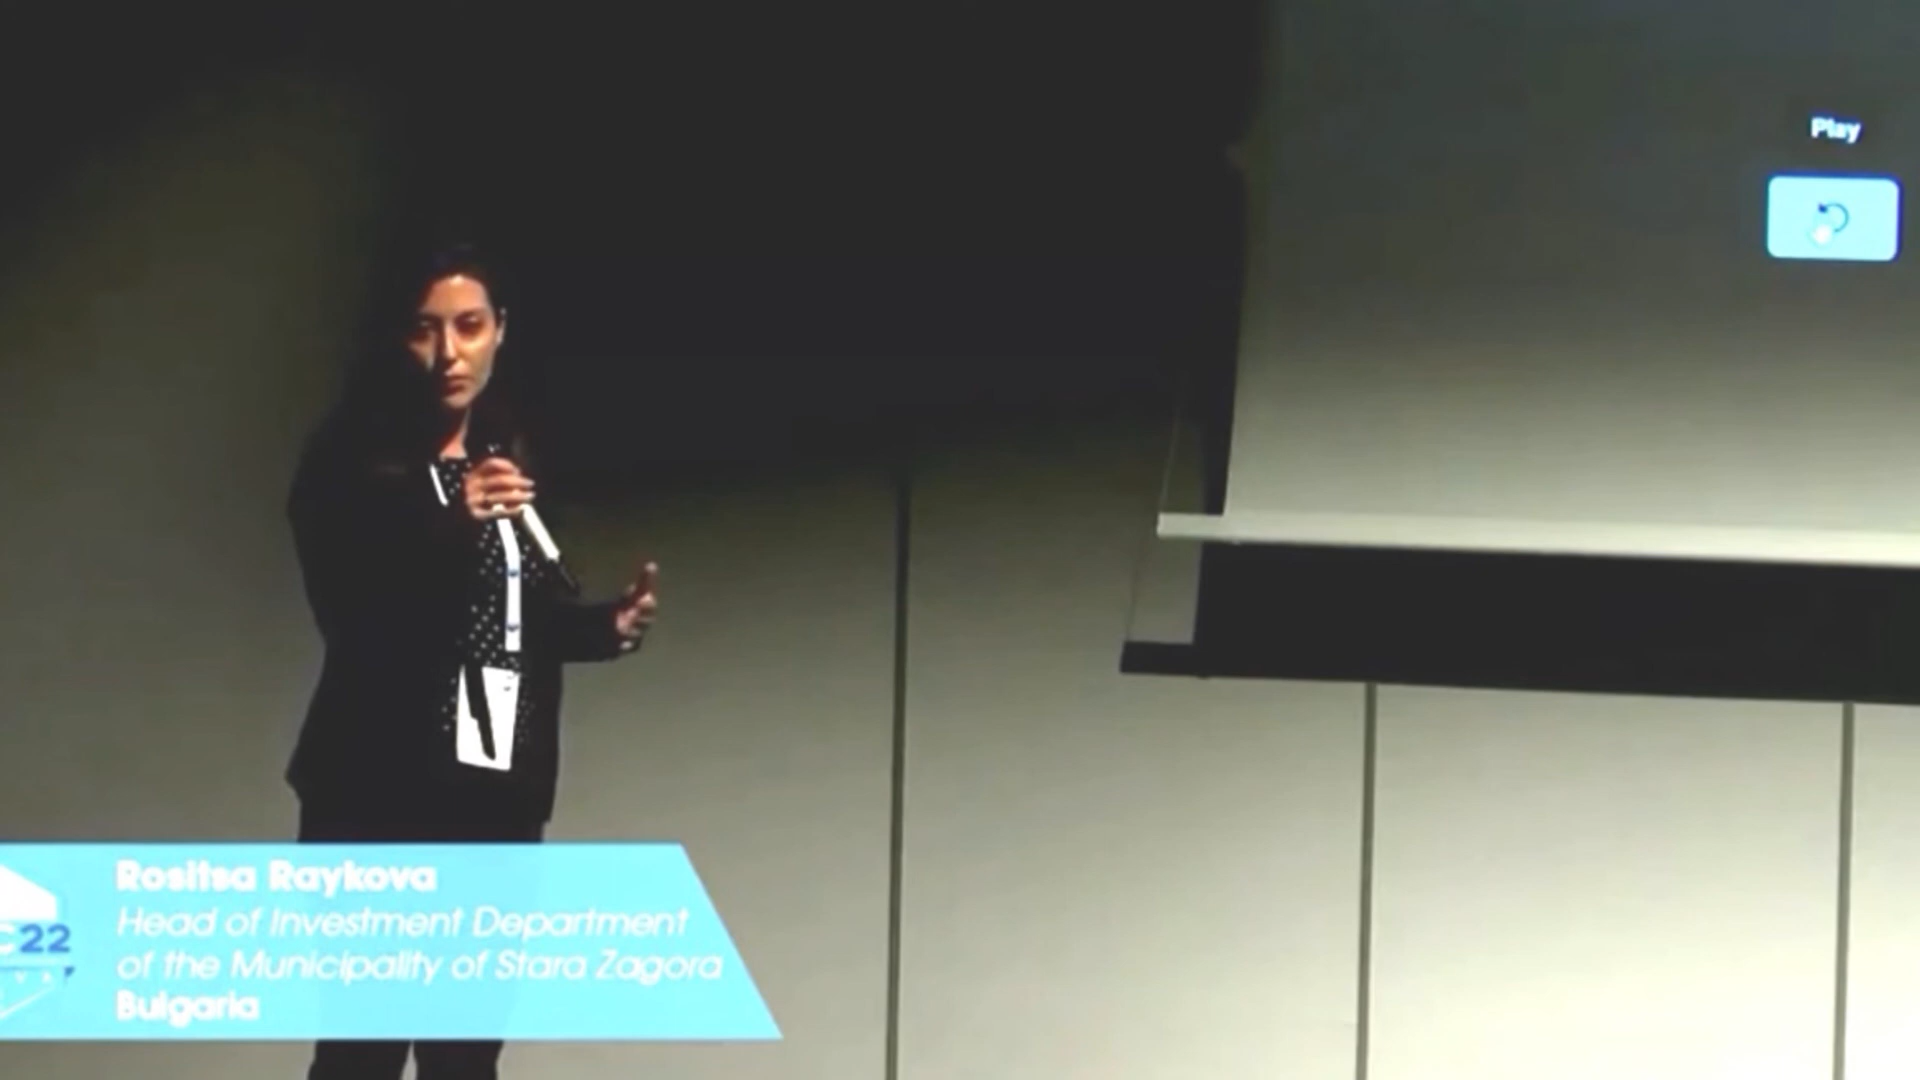 Play
Rositsa Raykova
Head of Investment Department
of the Municipality of Stara Zagora
Bulgaria
C22